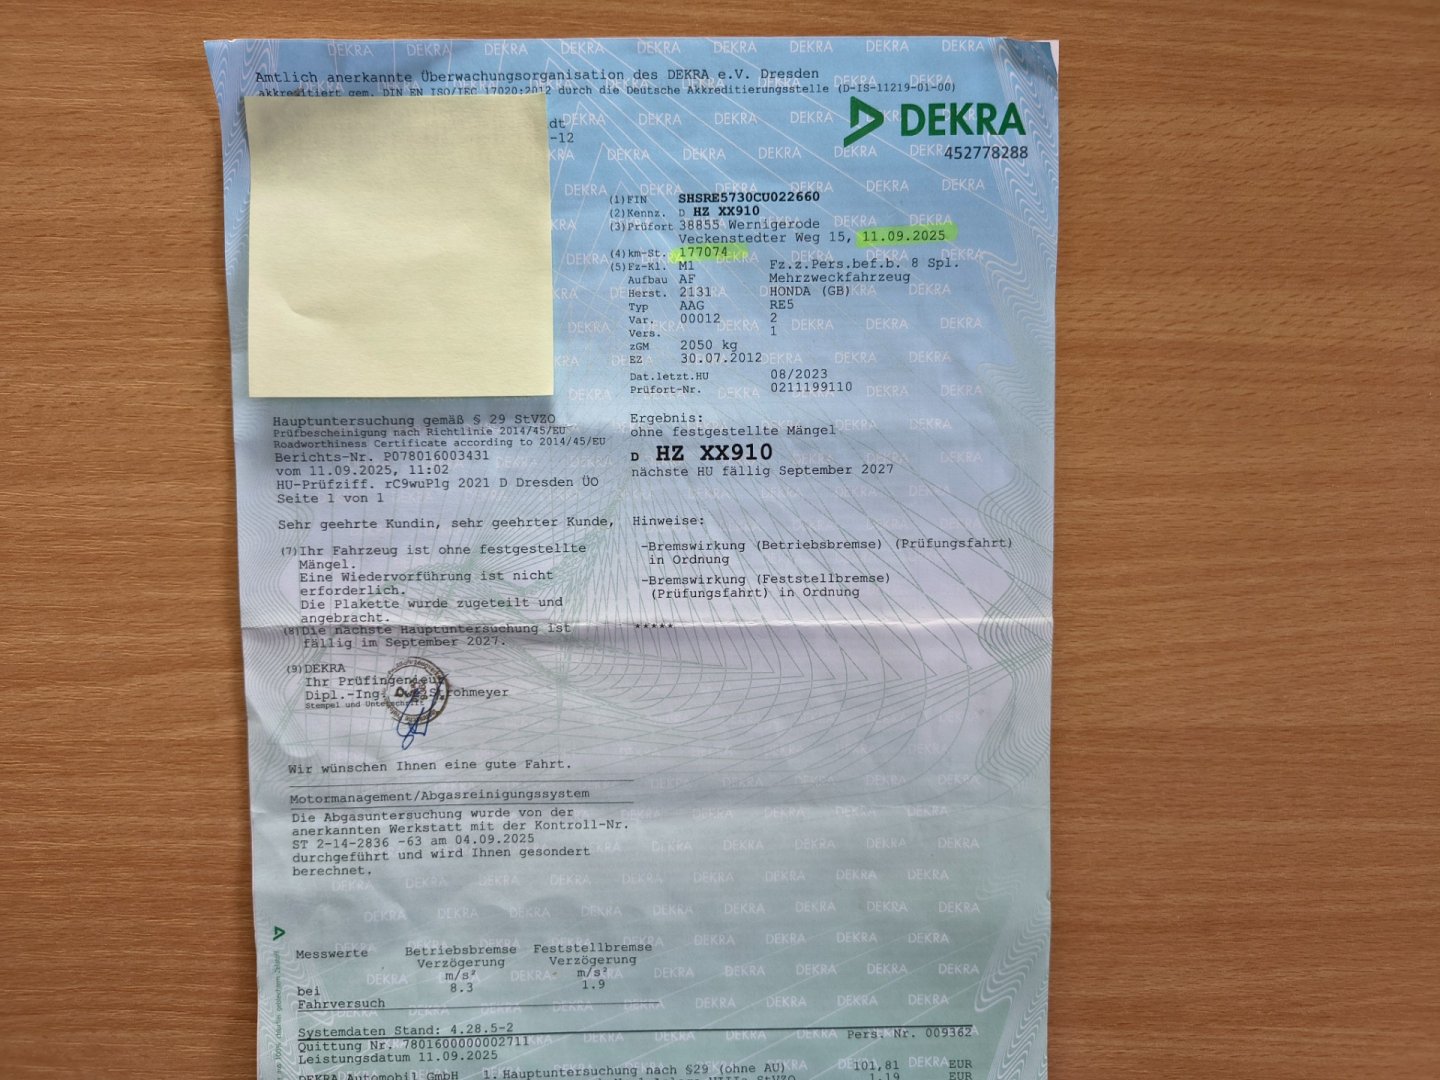 Amtlich anerkannte Überwachungsorganisation des DEKRA e.V. Dresden
akkreditiert gem. DIN EN ISO/IEC 17020:2012 durch die Deutsche Akkreditierungsstelle (D-IS-11219-01-00)
dt
-12
DEKRA
452778288
(1) FIN SHSRE5730CU022660
(2) Kennz. D HZ XX910
(3) Prüfort 38855 Wernigerode
Veckenstedter Weg 15, 11.09.2025
(4) km-St. 177074
(5) Fz-Kl. M1 Fz.z.Pers.bef.b. 8 Spl.
Aufbau AF Mehrzweckfahrzeug
Herst. 2131 HONDA (GB)
Typ AAG RE5
Var. 00012 2
Vers. 1
zGM 2050 kg
EZ 30.07.2012
Dat.letzt.HU 08/2023
Prüfort-Nr. 0211199110
Hauptuntersuchung gemäß § 29 StVZO
Prüfbescheinigung nach Richtlinie 2014/45/EU
Roadworthiness Certificate according to 2014/45/EU
Berichts-Nr. P078016003431
vom 11.09.2025, 11:02
HU-Prüfziff. rC9wuP1g 2021 D Dresden ÜO
Seite 1 von 1
Ergebnis:
ohne festgestellte Mängel
D HZ XX910
nächste HU fällig September 2027
Sehr geehrte Kundin, sehr geehrter Kunde,
(7) Ihr Fahrzeug ist ohne festgestellte
Mängel.
Eine Wiedervorführung ist nicht
erforderlich.
Die Plakette wurde zugeteilt und
angebracht.
(8) Die nächste Hauptuntersuchung ist
fällig im September 2027.
(9) DEKRA
Ihr Prüfingenieur
Dipl.-Ing. Strohmeyer
Stempel und Unterschrift
Hinweise:
-Bremswirkung (Betriebsbremse) (Prüfungsfahrt)
in Ordnung
-Bremswirkung (Feststellbremse)
(Prüfungsfahrt) in Ordnung
*****
Wir wünschen Ihnen eine gute Fahrt.
Motormanagement/Abgasreinigungssystem
Die Abgasuntersuchung wurde von der
anerkannten Werkstatt mit der Kontroll-Nr.
ST 2-14-2836 -63 am 04.09.2025
durchgeführt und wird Ihnen gesondert
berechnet.
Messwerte Betriebsbremse Feststellbremse
Verzögerung Verzögerung
m/s² m/s²
bei 8.3 1.9
Fahrversuch
Systemdaten Stand: 4.28.5-2 Pers. Nr. 009362
Quittung Nr. 7801600000002711
Leistungsdatum 11.09.2025
DEKRA Automobil GmbH 1. Hauptuntersuchung nach §29 (ohne AU) 101,81 EUR
VIIIa StVZO 1,19 EUR